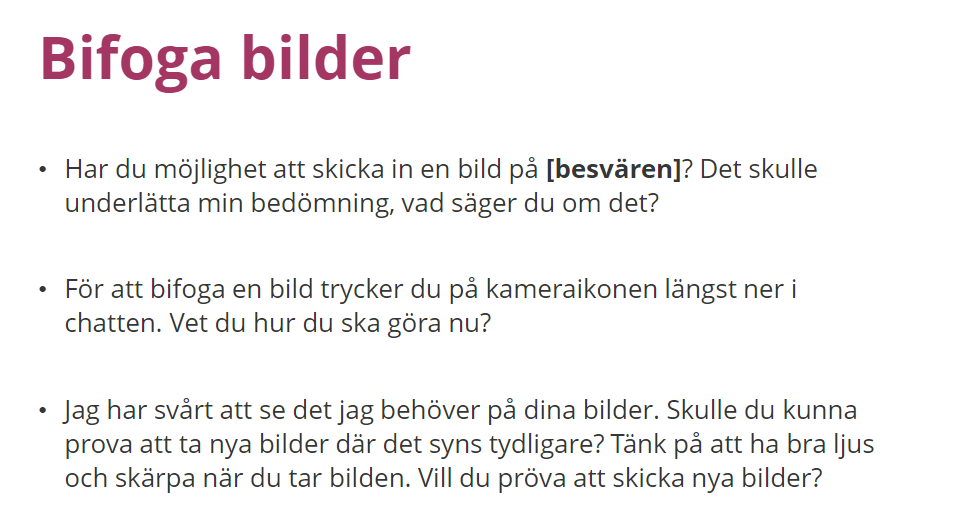 Bifoga bilder
• Har du möjlighet att skicka in en bild på [besvären]? Det skulle
underlätta min bedömning, vad säger du om det?
• För att bifoga en bild trycker du på kameraikonen längst ner i
chatten. Vet du hur du ska göra nu?
• Jag har svårt att se det jag behöver på dina bilder. Skulle du kunna
prova att ta nya bilder där det syns tydligare? Tänk på att ha bra ljus
och skärpa när du tar bilden. Vill du pröva att skicka nya bilder?